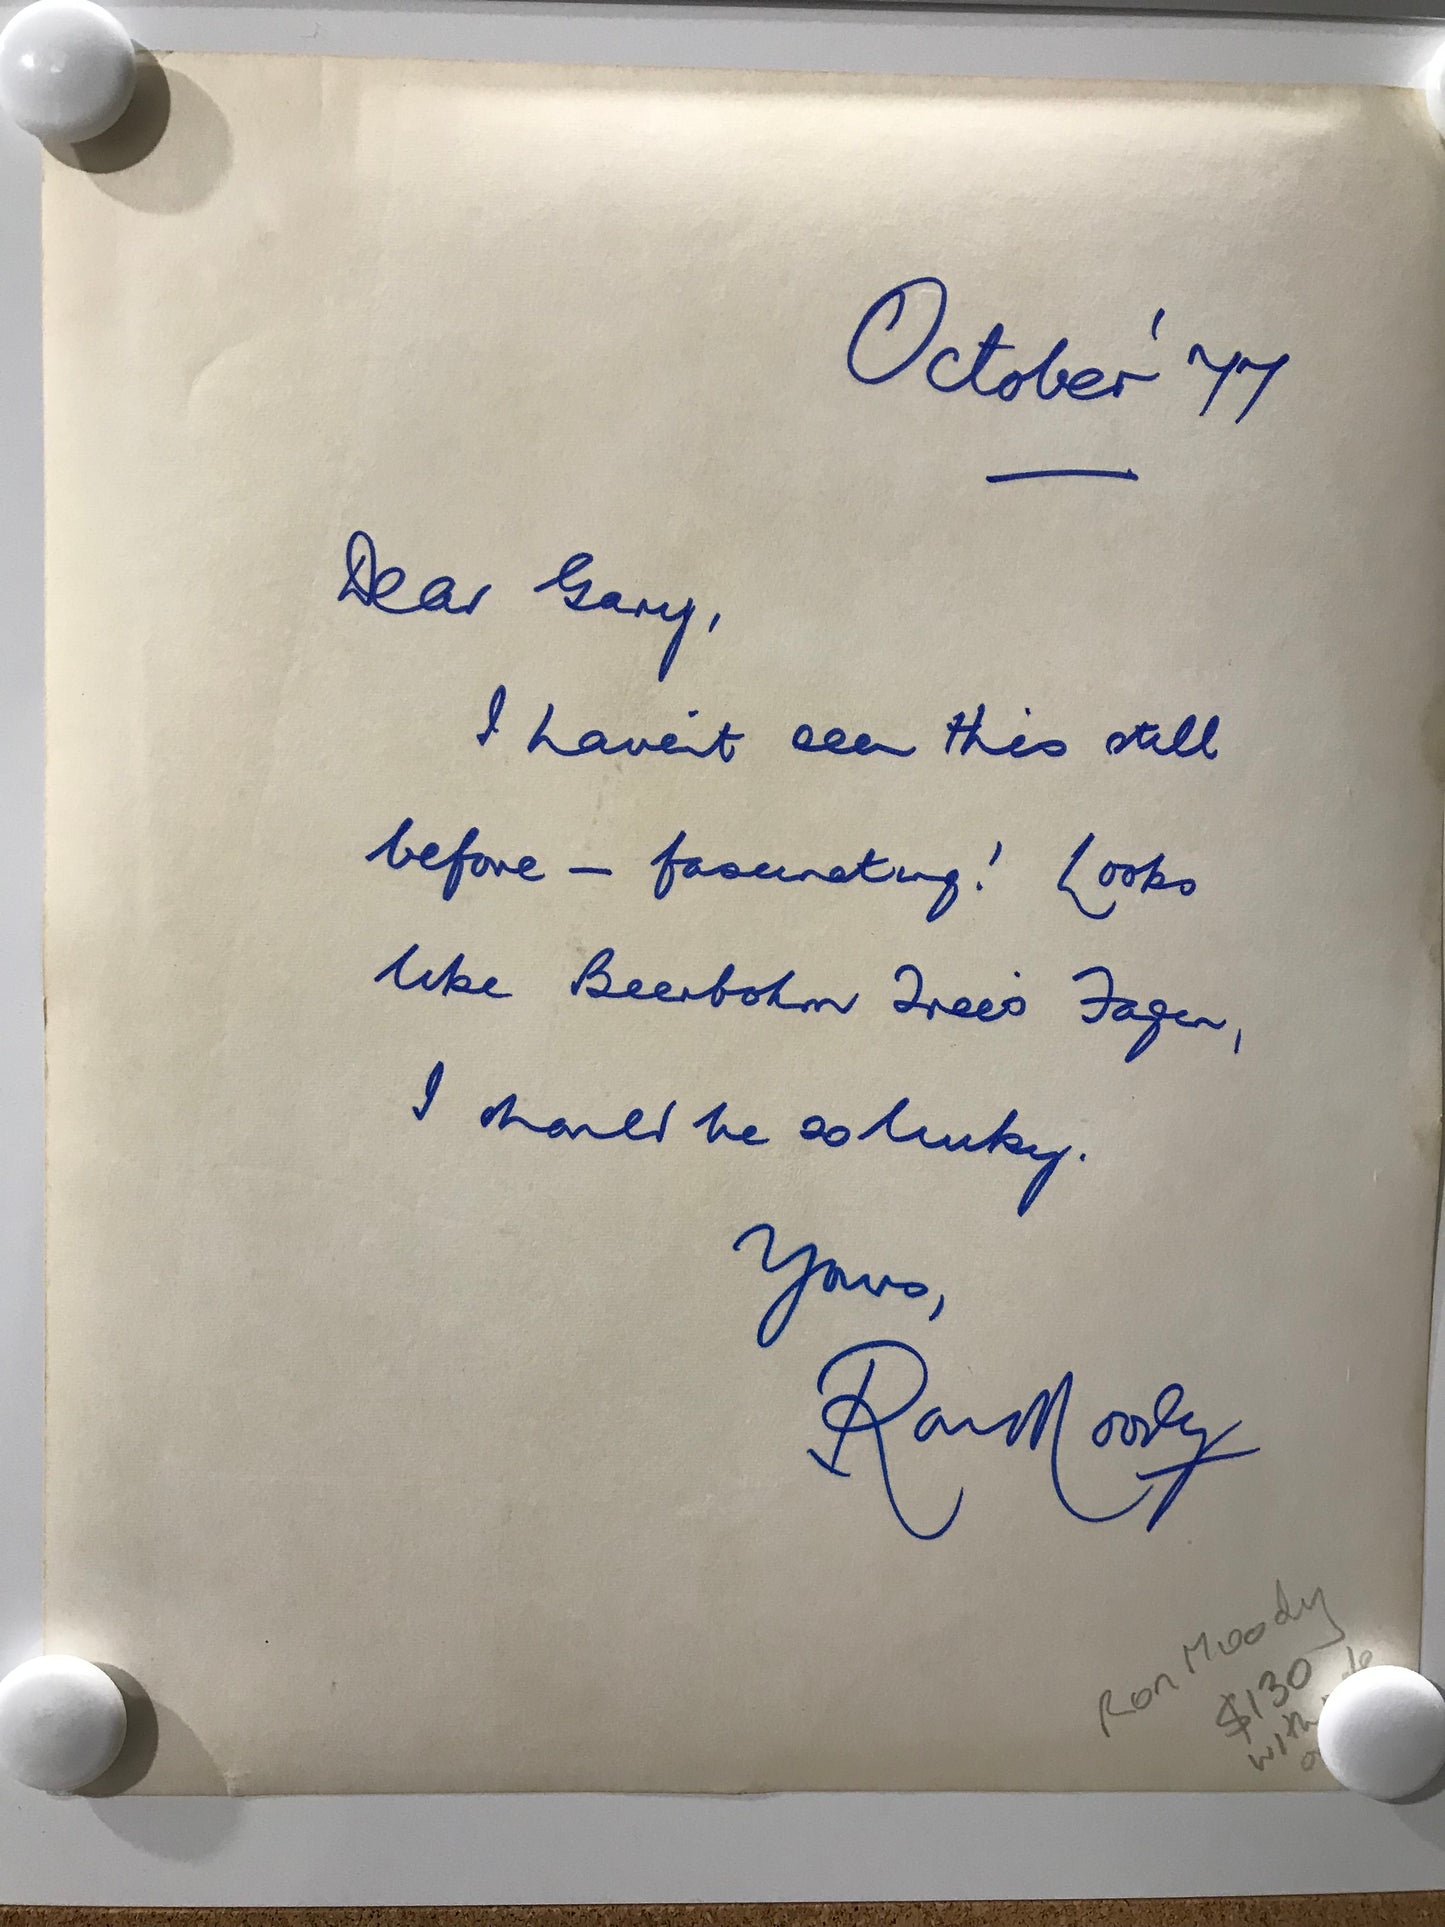 October '77
Dear Gary,
I haven't seen this still
before — fascinating! Looks
like Beerbohm Tree's Fagin,
I should be so lucky.
Yours,
Ron Moody
Ron Moody
$130
with